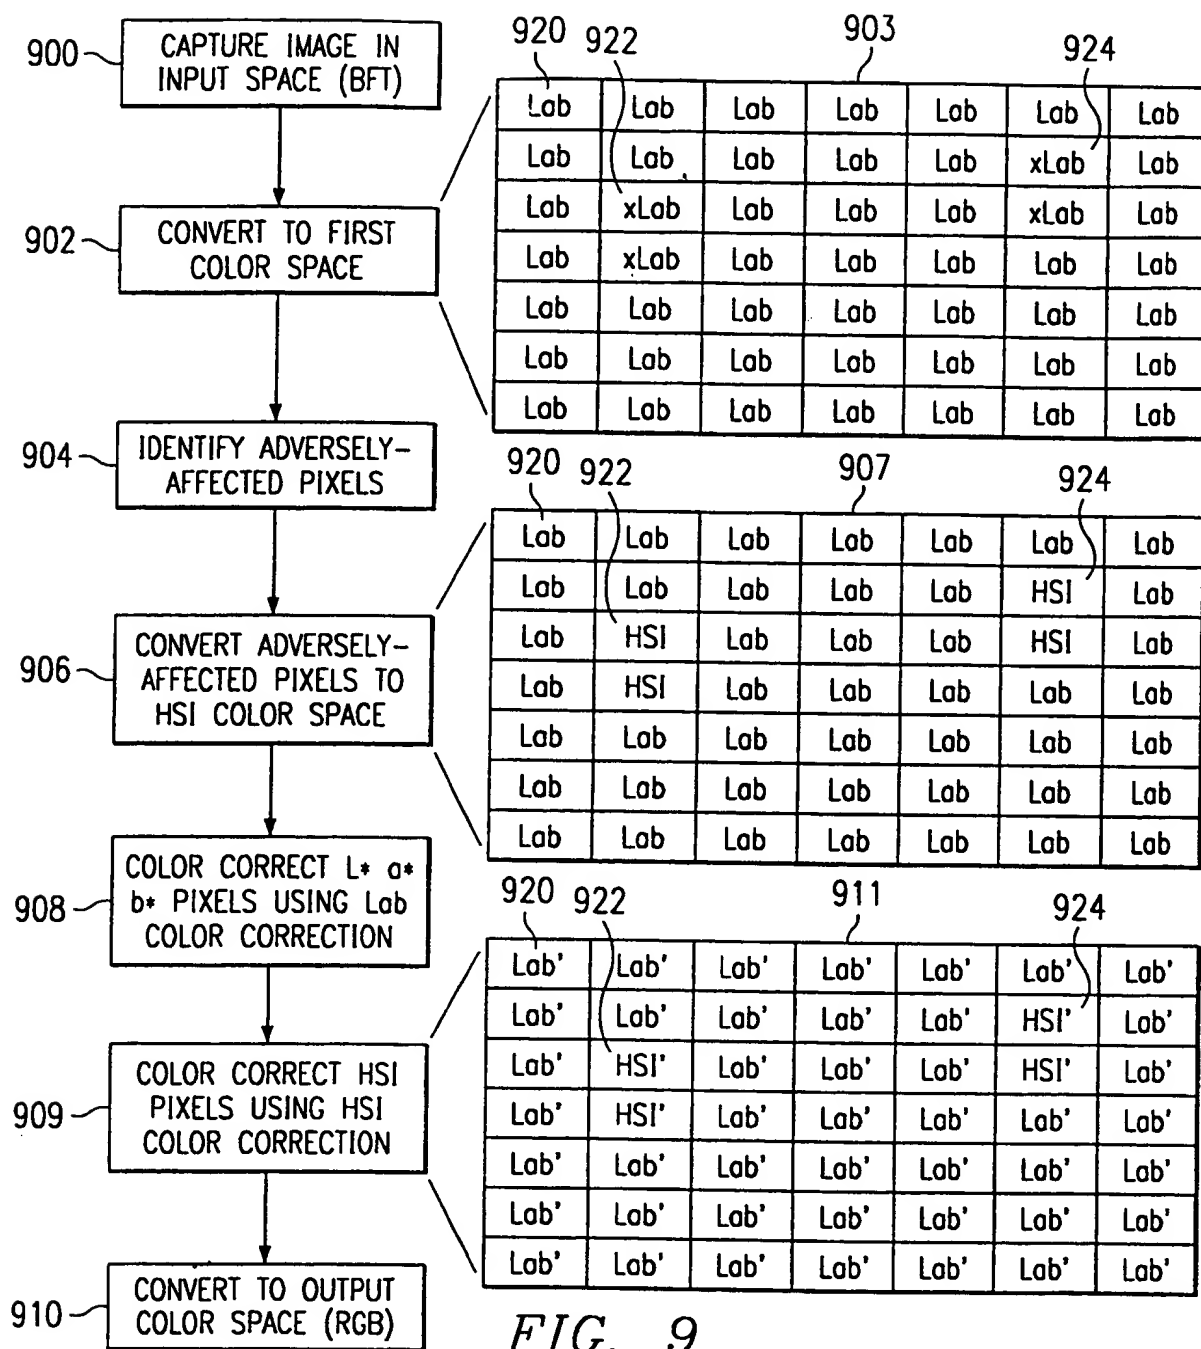 900
CAPTURE IMAGE IN
INPUT SPACE (BFT)
902
CONVERT TO FIRST
COLOR SPACE
904
IDENTIFY ADVERSELY-
AFFECTED PIXELS
906
CONVERT ADVERSELY-
AFFECTED PIXELS TO
HSI COLOR SPACE
908
COLOR CORRECT L* a*
b* PIXELS USING Lab
COLOR CORRECTION
909
COLOR CORRECT HSI
PIXELS USING HSI
COLOR CORRECTION
910
CONVERT TO OUTPUT
COLOR SPACE (RGB)
920 922 903 924
Lab Lab Lab Lab Lab Lab Lab
Lab Lab Lab Lab Lab xLab Lab
Lab xLab Lab Lab Lab xLab Lab
Lab xLab Lab Lab Lab Lab Lab
Lab Lab Lab Lab Lab Lab Lab
Lab Lab Lab Lab Lab Lab Lab
Lab Lab Lab Lab Lab Lab Lab
920 922 907 924
Lab Lab Lab Lab Lab Lab Lab
Lab Lab Lab Lab Lab HSI Lab
Lab HSI Lab Lab Lab HSI Lab
Lab HSI Lab Lab Lab Lab Lab
Lab Lab Lab Lab Lab Lab Lab
Lab Lab Lab Lab Lab Lab Lab
Lab Lab Lab Lab Lab Lab Lab
920 922 911 924
Lab' Lab' Lab' Lab' Lab' Lab' Lab'
Lab' Lab' Lab' Lab' Lab' HSI' Lab'
Lab' HSI' Lab' Lab' Lab' HSI' Lab'
Lab' HSI' Lab' Lab' Lab' Lab' Lab'
Lab' Lab' Lab' Lab' Lab' Lab' Lab'
Lab' Lab' Lab' Lab' Lab' Lab' Lab'
Lab' Lab' Lab' Lab' Lab' Lab' Lab'
FIG. 9